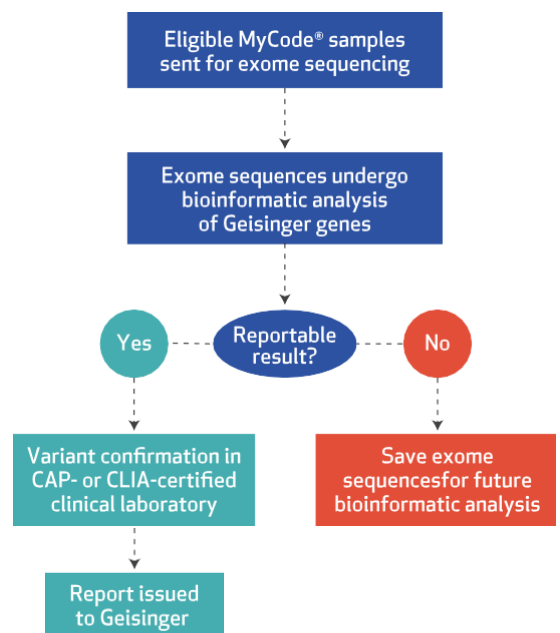 Eligible MyCode® samples
sent for exome sequencing
Exome sequences undergo
bioinformatic analysis
of Geisinger genes
Reportable
result?
Yes
No
Variant confirmation in
CAP- or CLIA-certified
clinical laboratory
Save exome
sequencesfor future
bioinformatic analysis
Report issued
to Geisinger